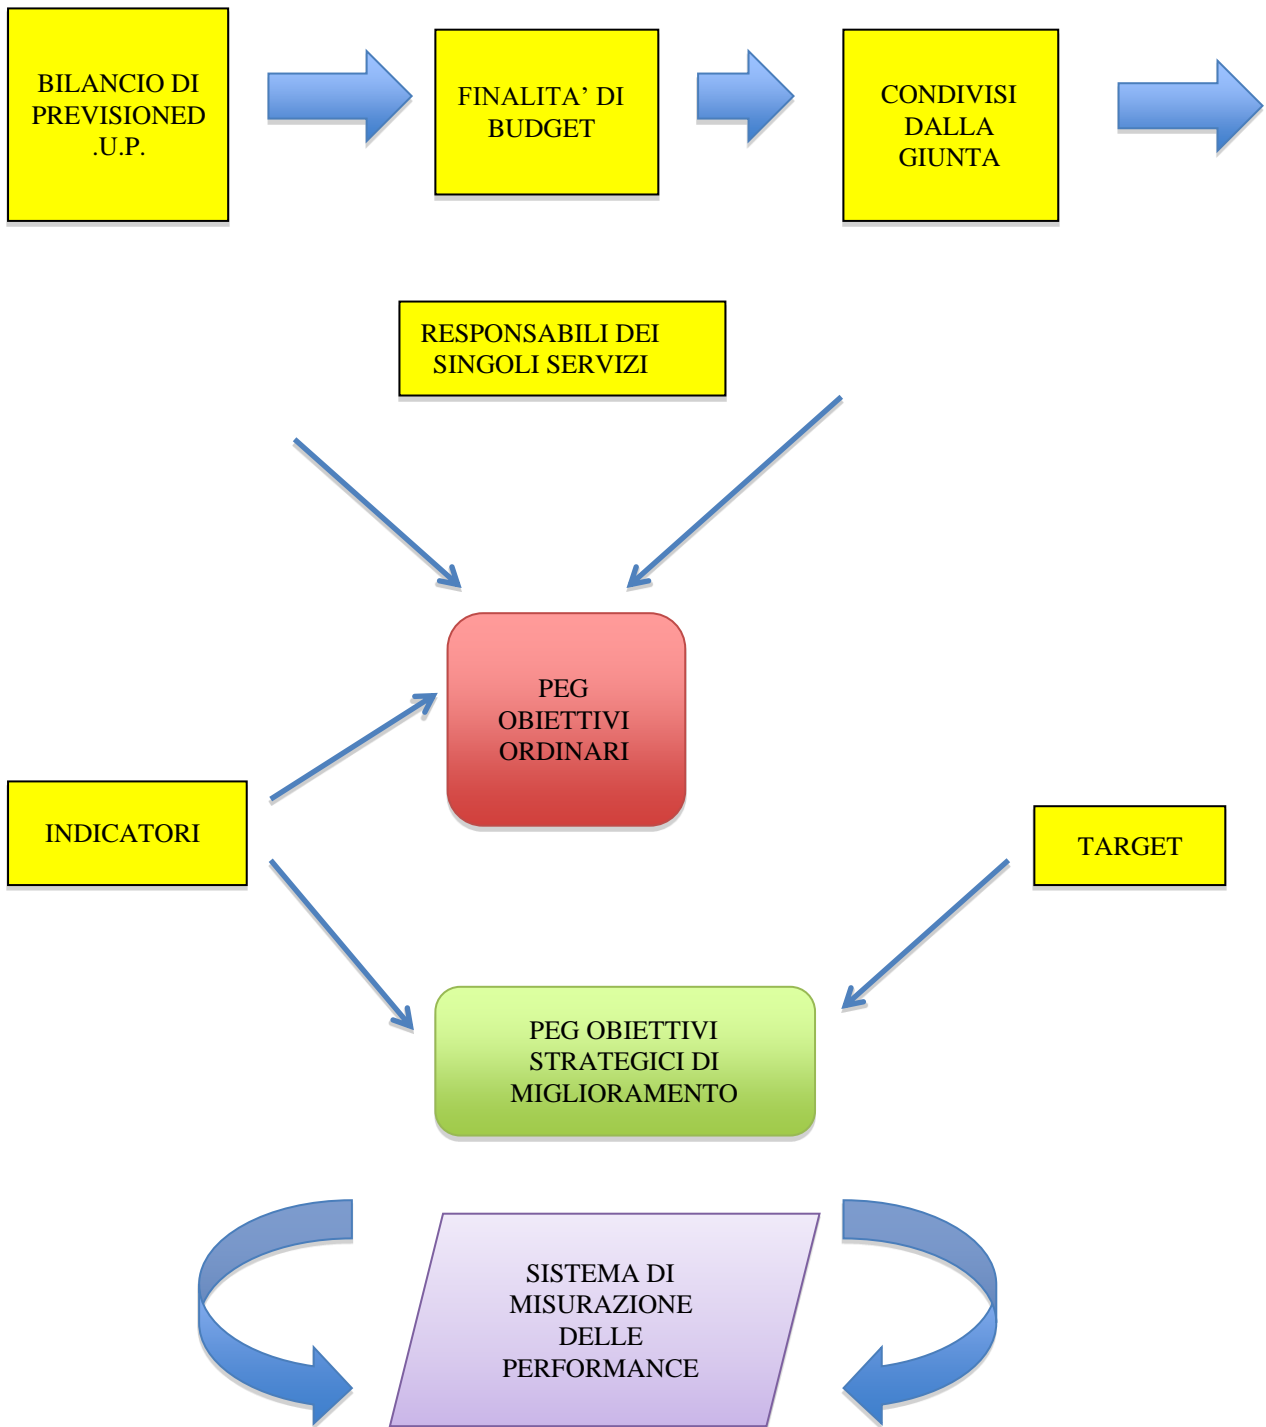 BILANCIO DI
PREVISIONED
.U.P.
FINALITA’ DI
BUDGET
CONDIVISI
DALLA
GIUNTA
RESPONSABILI DEI
SINGOLI SERVIZI
PEG
OBIETTIVI
ORDINARI
INDICATORI
TARGET
PEG OBIETTIVI
STRATEGICI DI
MIGLIORAMENTO
SISTEMA DI
MISURAZIONE
DELLE
PERFORMANCE